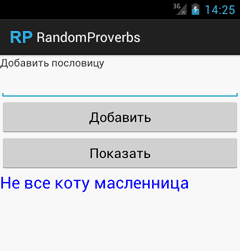 3G 14:25
RP RandomProverbs
Добавить пословицу
Добавить
Показать
Не все коту масленница